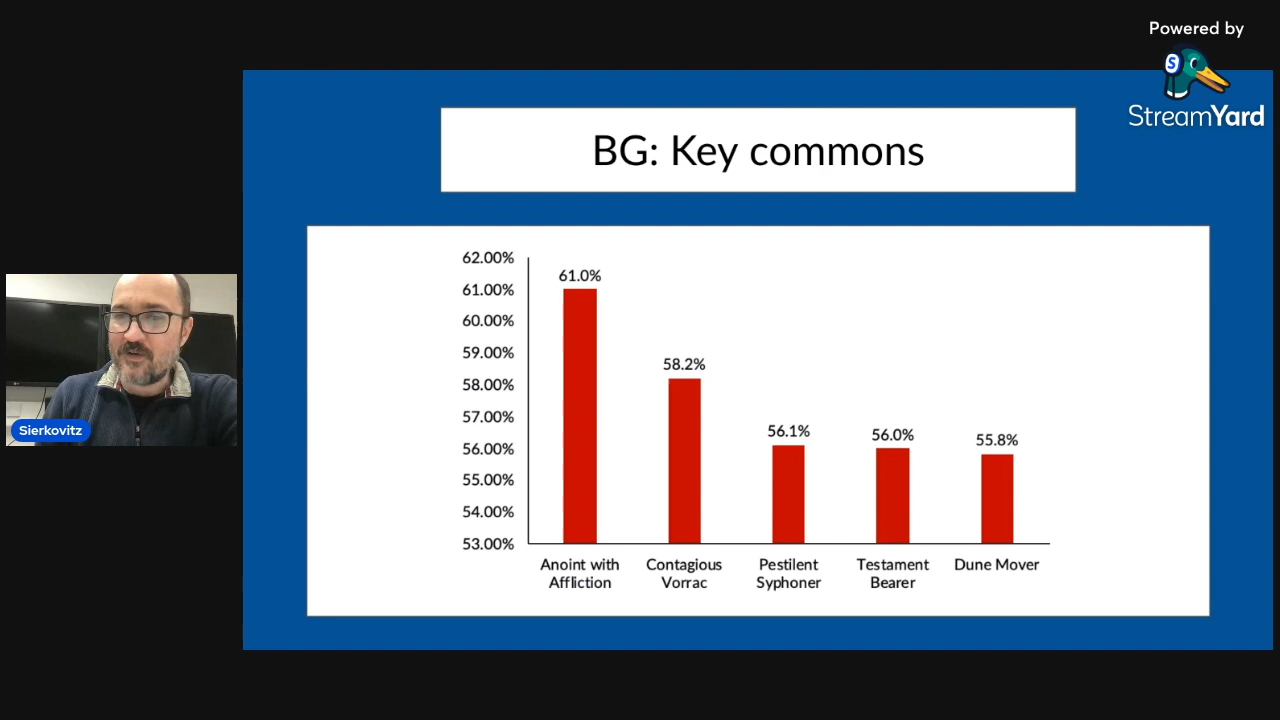 Powered by
StreamYard
BG: Key commons
62.00%
61.00%
60.00%
59.00%
58.00%
57.00%
56.00%
55.00%
54.00%
53.00%
61.0%
58.2%
56.1%
56.0%
55.8%
Anoint with
Affliction
Contagious
Vorrac
Pestilent
Syphoner
Testament
Bearer
Dune Mover
Sierkovitz